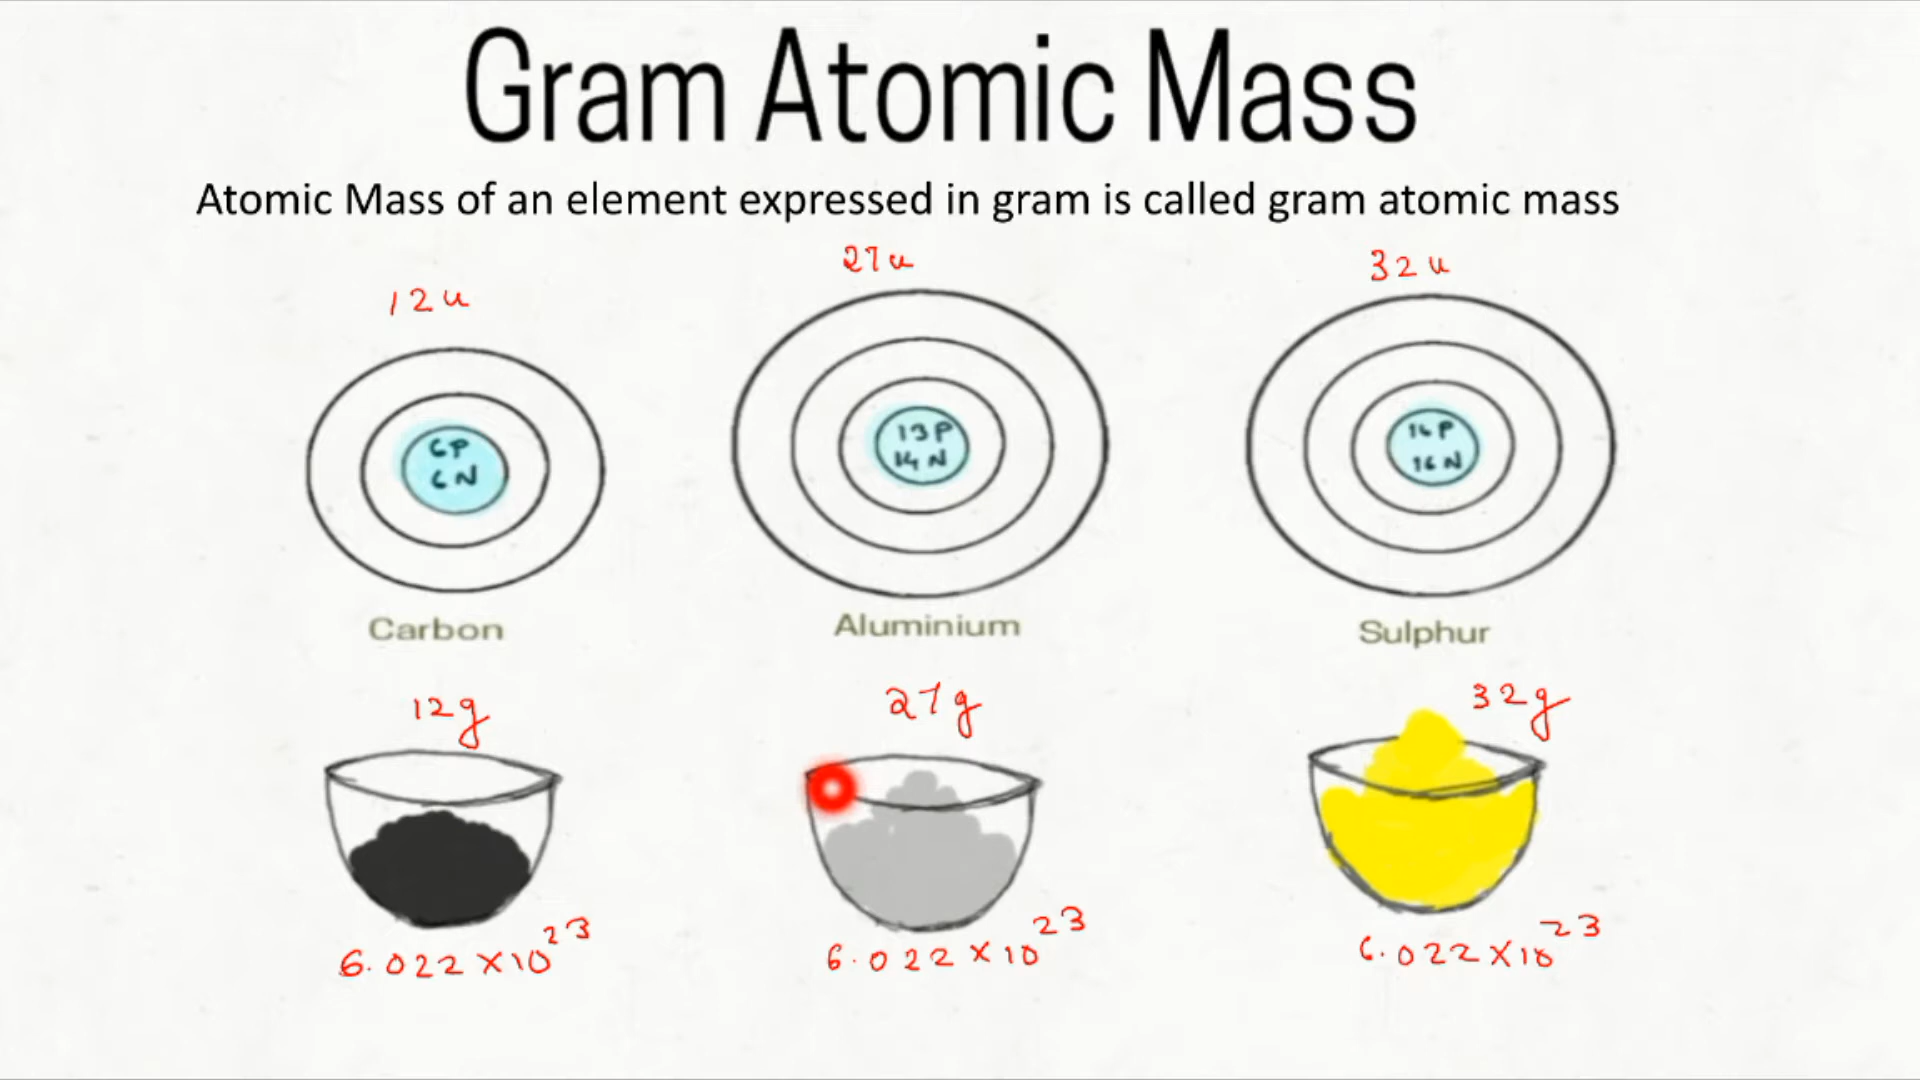 Gram Atomic Mass
Atomic Mass of an element expressed in gram is called gram atomic mass
12u 27u 32u
6P 13P 16P
6N 14N 16N
Carbon Aluminium Sulphur
12g 27g 32g
6.022×10²³ 6.022×10²³ 6.022×10²³